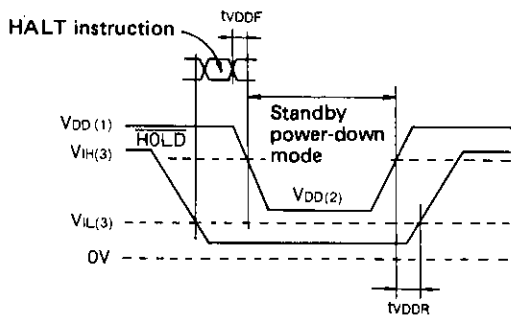 tVDDF
HALT instruction
VDD(1)
HOLD
Standby
power-down
mode
VIH(3)
VDD(2)
VIL(3)
0V
tVDDR